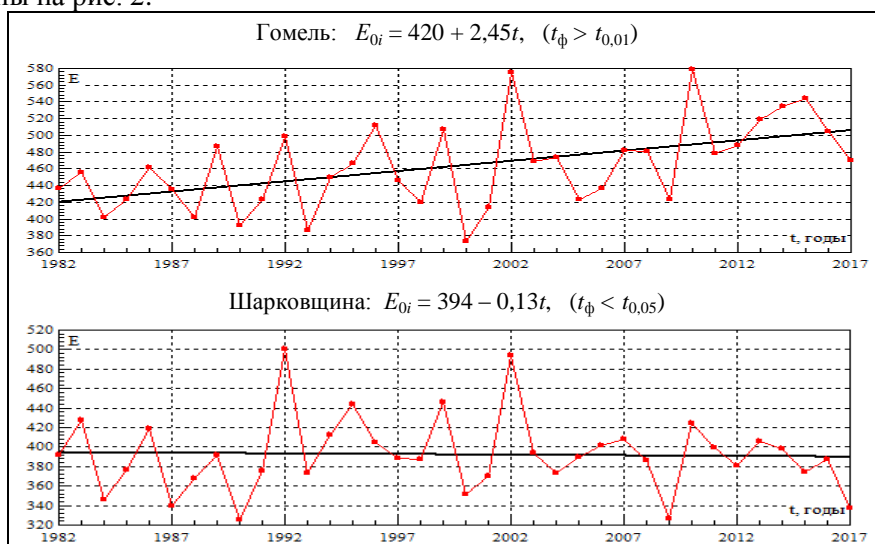 ны на рис. 2.
Гомель: E0i = 420 + 2,45t, (tф > t0,01)
580
560
540
520
500
480
460
440
420
400
380
360
E
t, годы
1982 1987 1992 1997 2002 2007 2012 2017
Шарковщина: E0i = 394 – 0,13t, (tф < t0,05)
520
500
480
460
440
420
400
380
360
340
320
E
t, годы
1982 1987 1992 1997 2002 2007 2012 2017